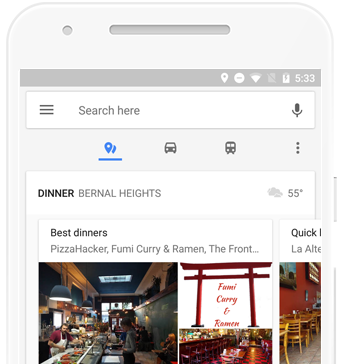 5:33
Search here
DINNER BERNAL HEIGHTS 55°
Best dinners
PizzaHacker, Fumi Curry & Ramen, The Front...
Quick
La Alte
Fumi
Curry
&
Ramen